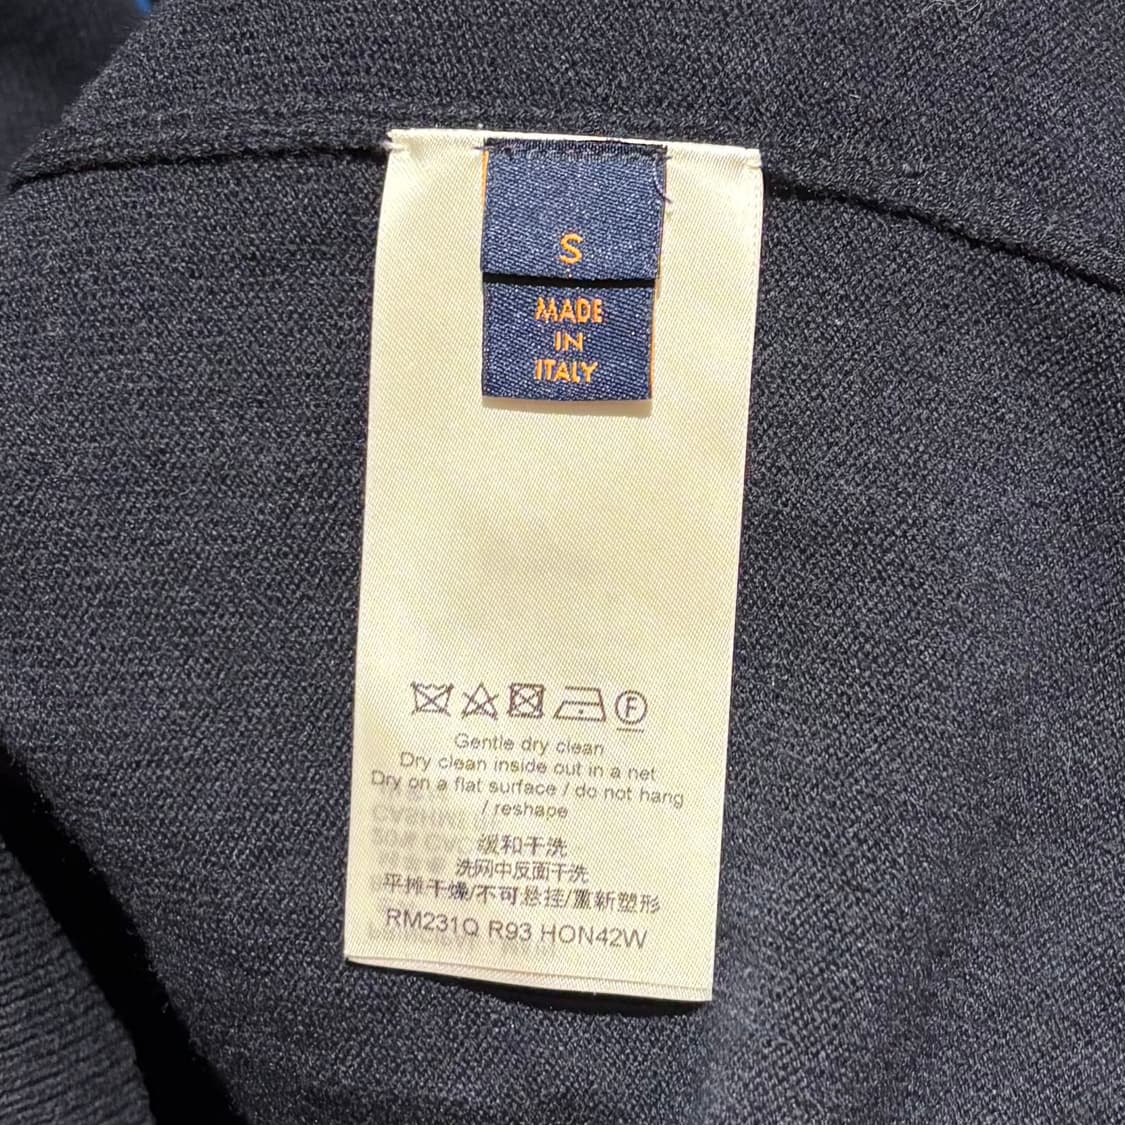 S
MADE
IN
ITALY
F
Gentle dry clean
Dry clean inside out in a net
Dry on a flat surface / do not hang
/ reshape
缓和干洗
洗网中反面干洗
平摊干燥/不可悬挂/重新塑形
RM231Q R93 HON42W